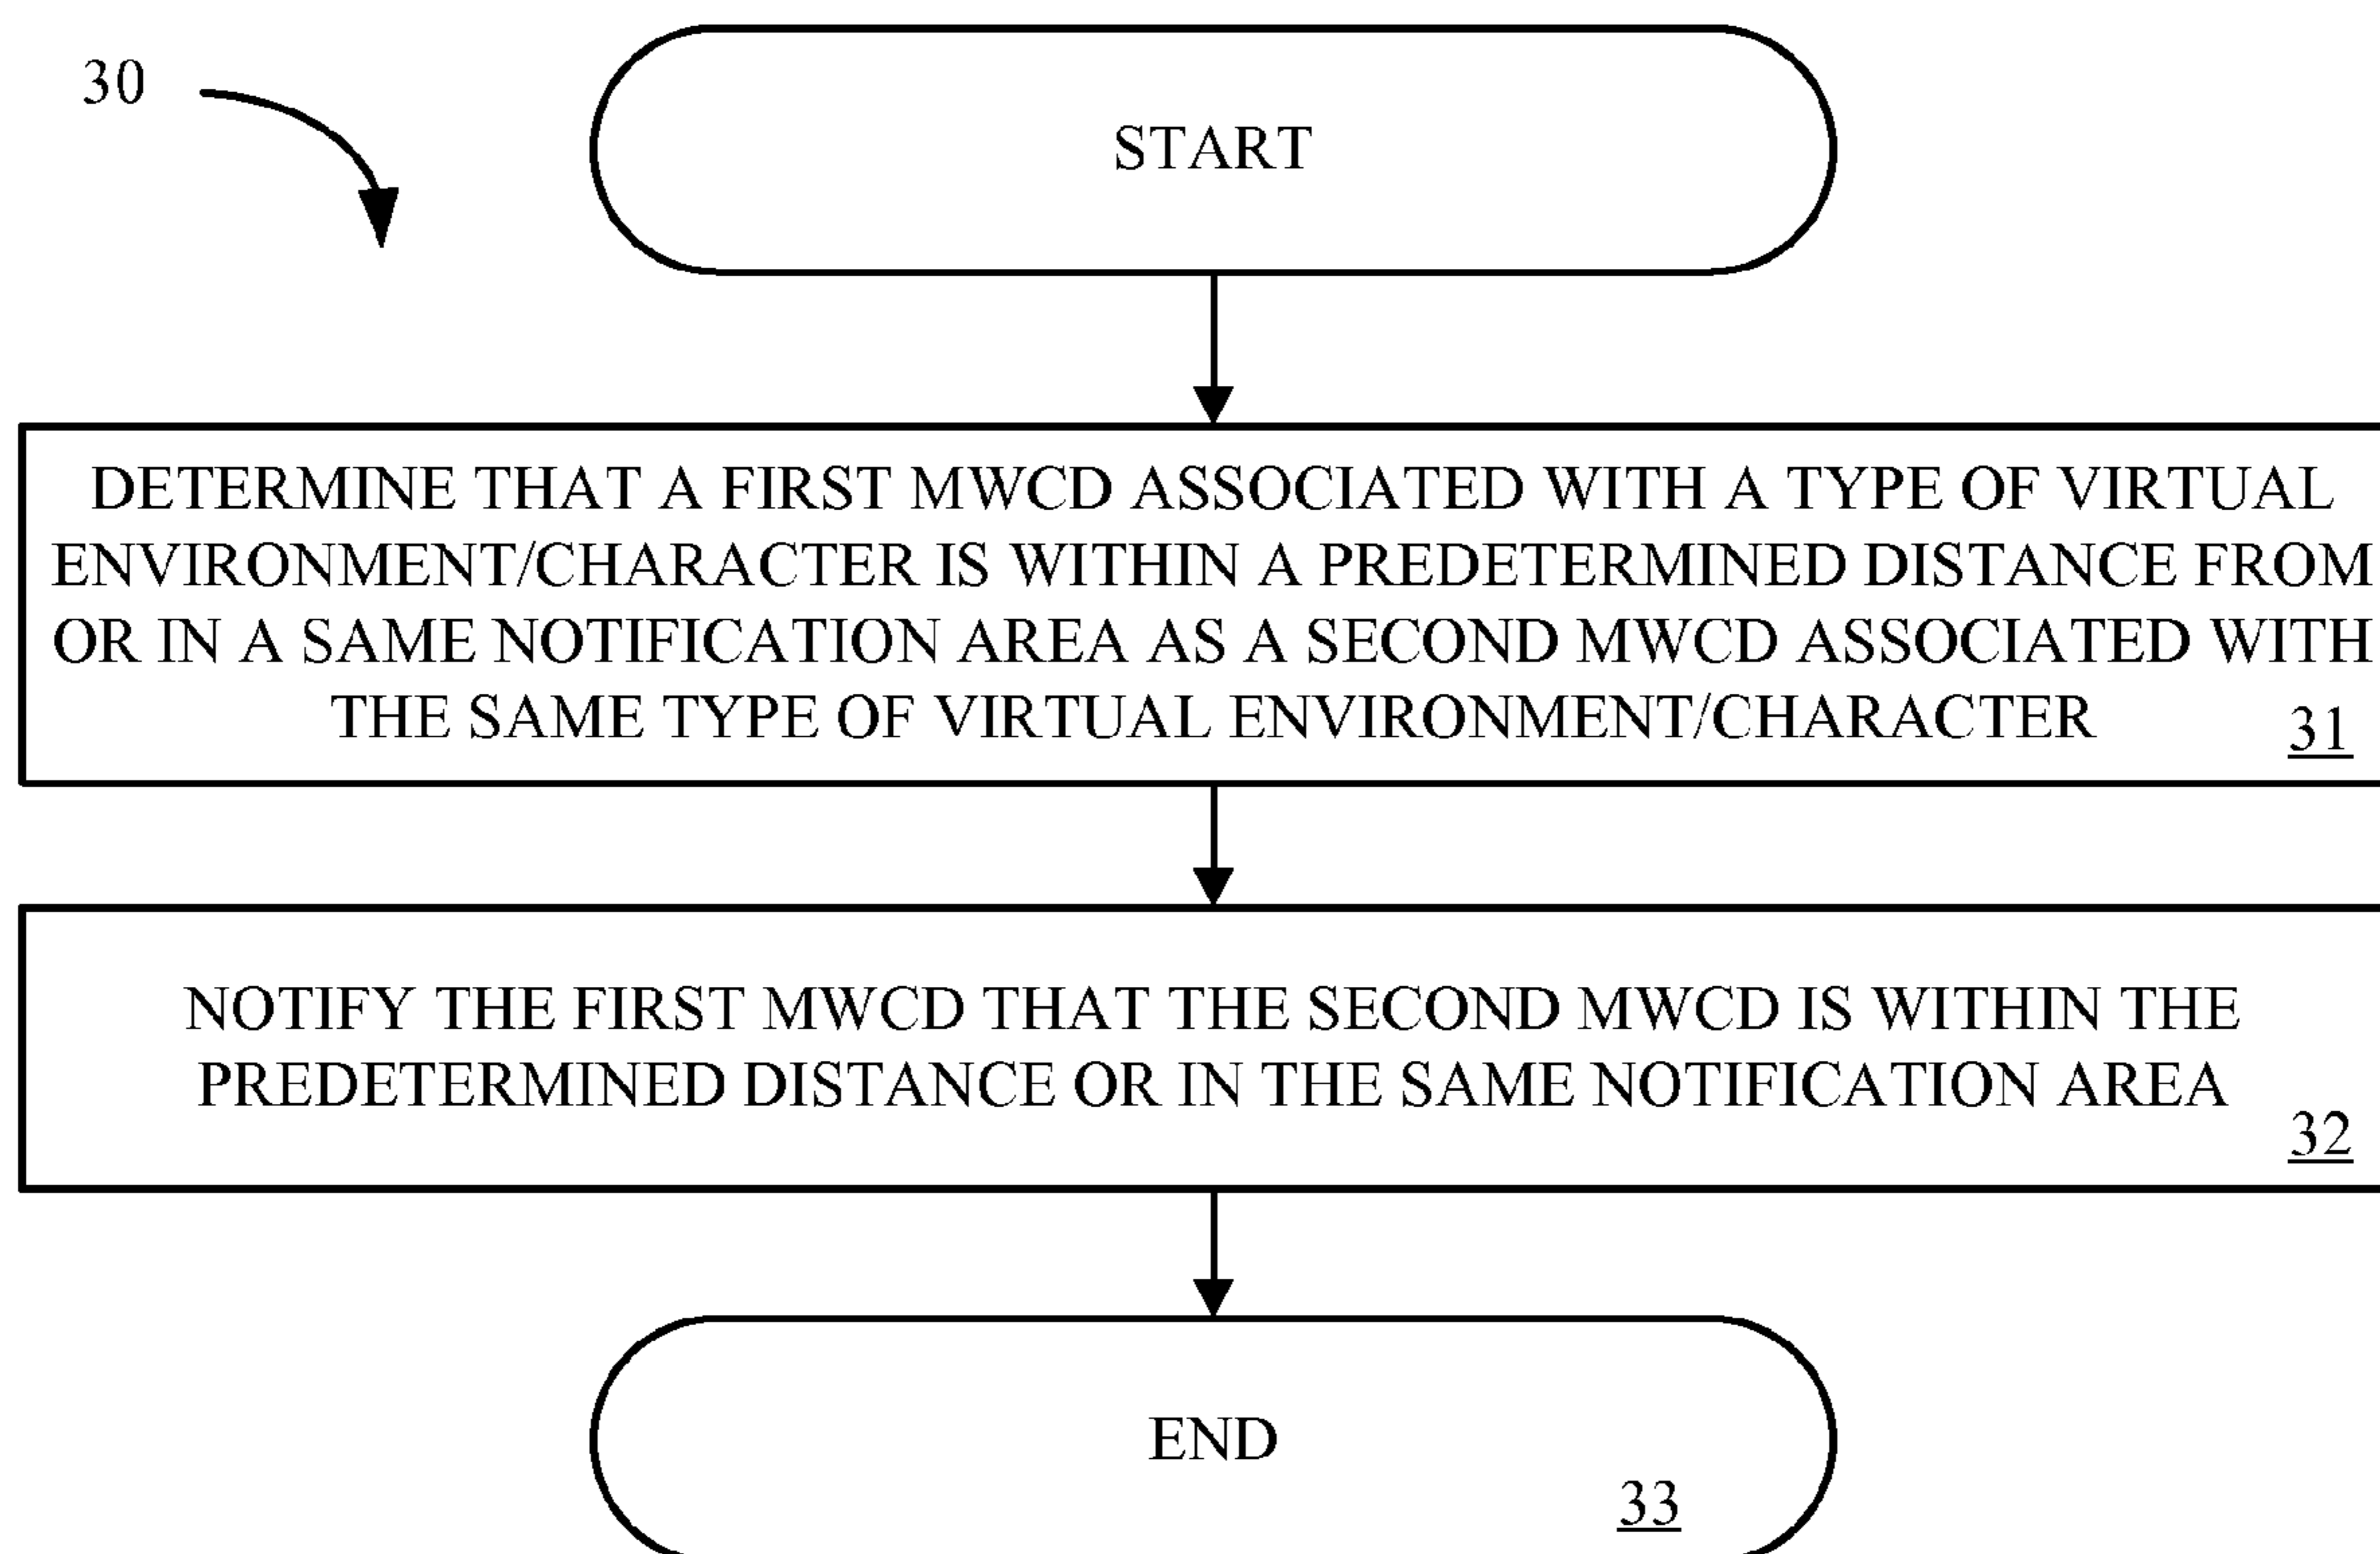 30
START
DETERMINE THAT A FIRST MWCD ASSOCIATED WITH A TYPE OF VIRTUAL
ENVIRONMENT/CHARACTER IS WITHIN A PREDETERMINED DISTANCE FROM
OR IN A SAME NOTIFICATION AREA AS A SECOND MWCD ASSOCIATED WITH
THE SAME TYPE OF VIRTUAL ENVIRONMENT/CHARACTER
31
NOTIFY THE FIRST MWCD THAT THE SECOND MWCD IS WITHIN THE
PREDETERMINED DISTANCE OR IN THE SAME NOTIFICATION AREA
32
END
33